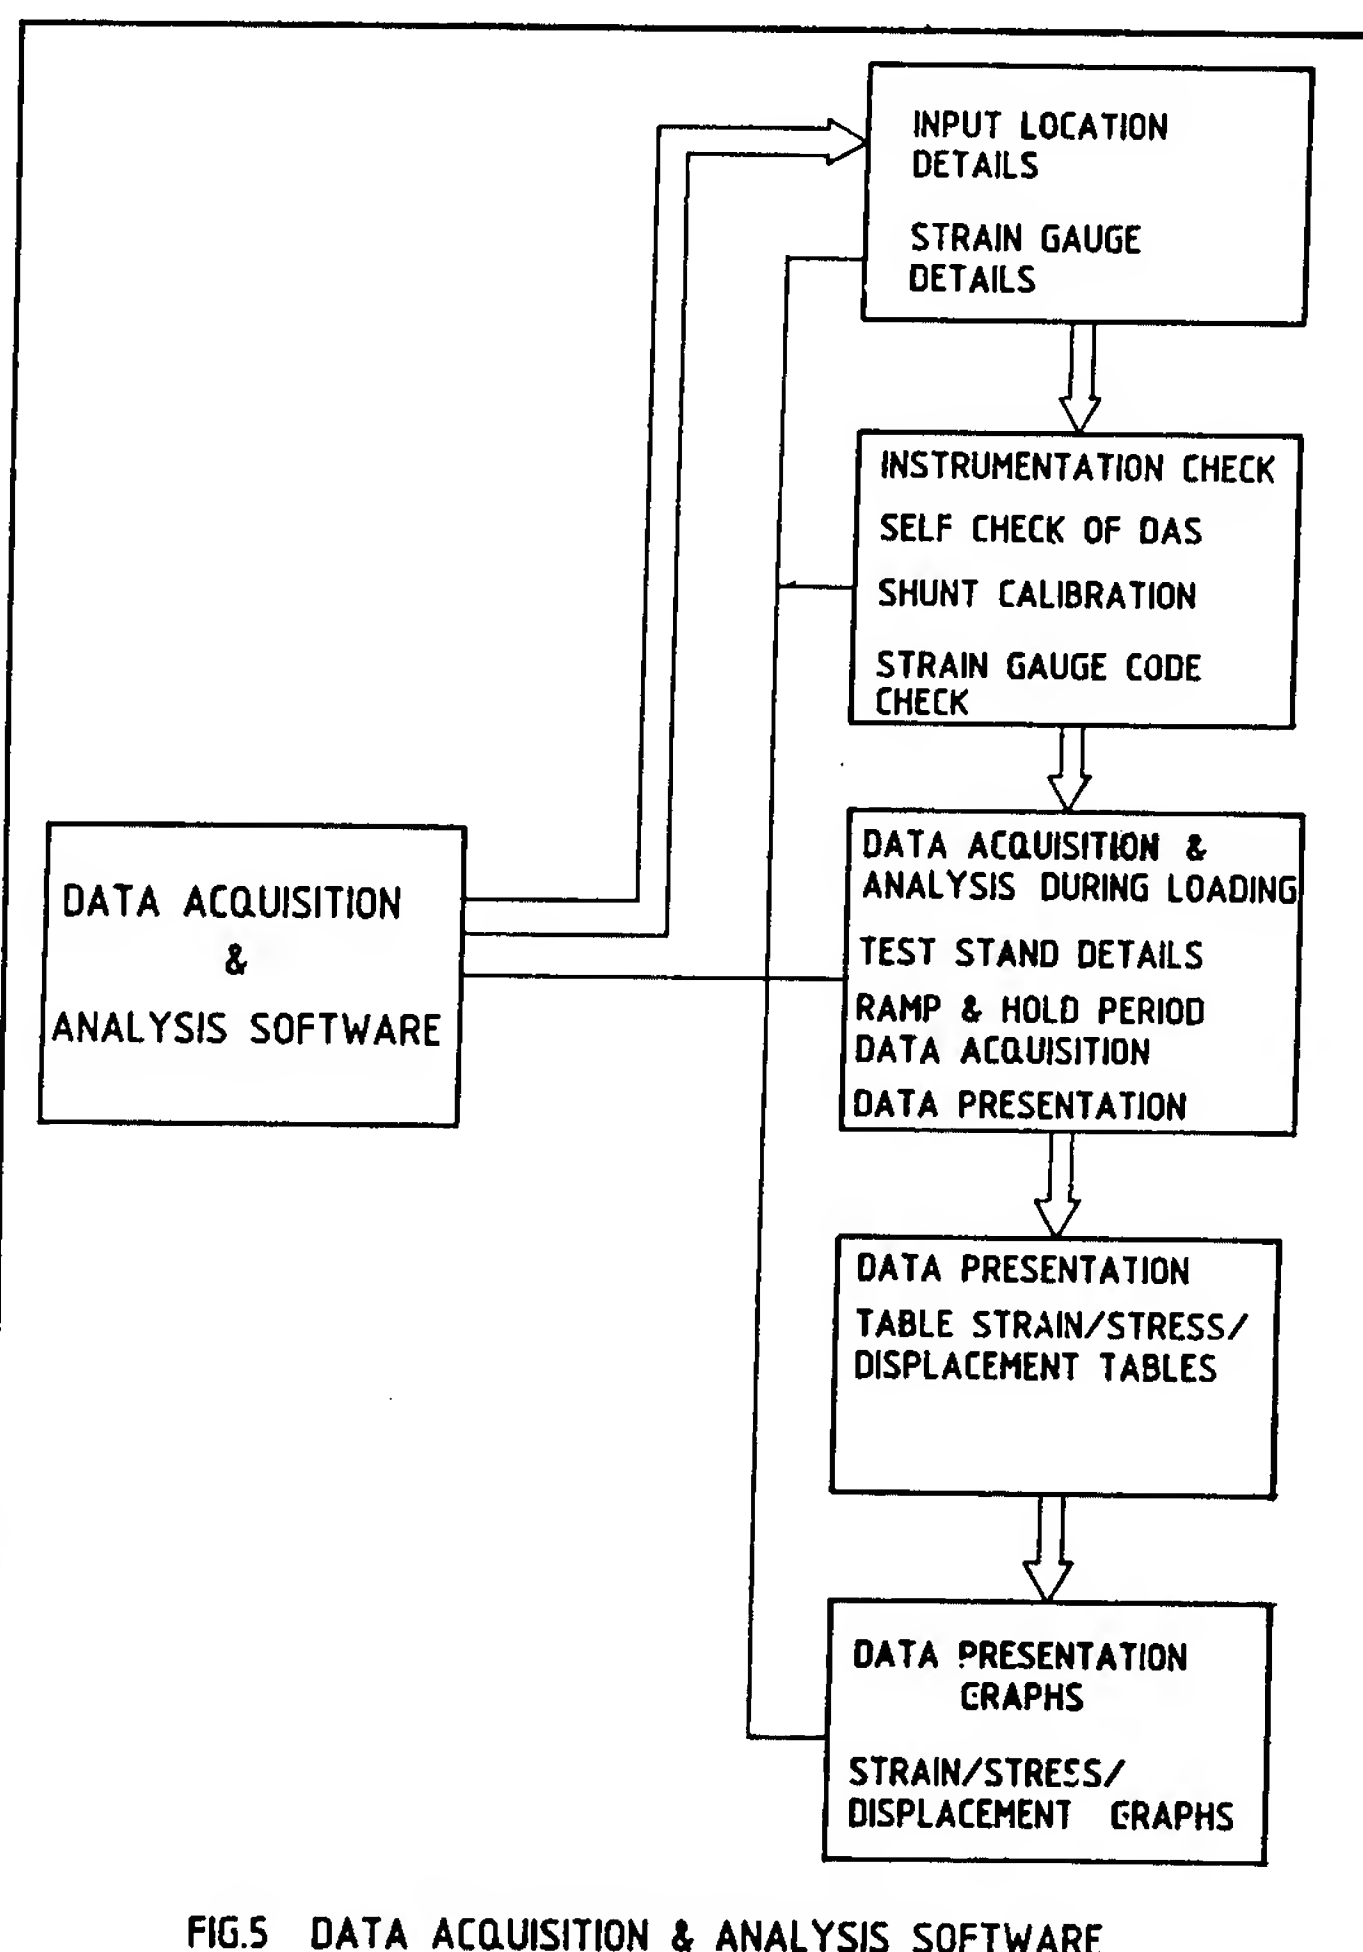 INPUT LOCATION
DETAILS
STRAIN GAUGE
DETAILS
INSTRUMENTATION CHECK
SELF CHECK OF DAS
SHUNT CALIBRATION
STRAIN GAUGE CODE
CHECK
DATA ACQUISITION &
ANALYSIS DURING LOADING
TEST STAND DETAILS
RAMP & HOLD PERIOD
DATA ACQUISITION
DATA PRESENTATION
DATA ACQUISITION
&
ANALYSIS SOFTWARE
DATA PRESENTATION
TABLE STRAIN/STRESS/
DISPLACEMENT TABLES
DATA PRESENTATION
GRAPHS
STRAIN/STRESS/
DISPLACEMENT GRAPHS
FIG.5 DATA ACQUISITION & ANALYSIS SOFTWARE